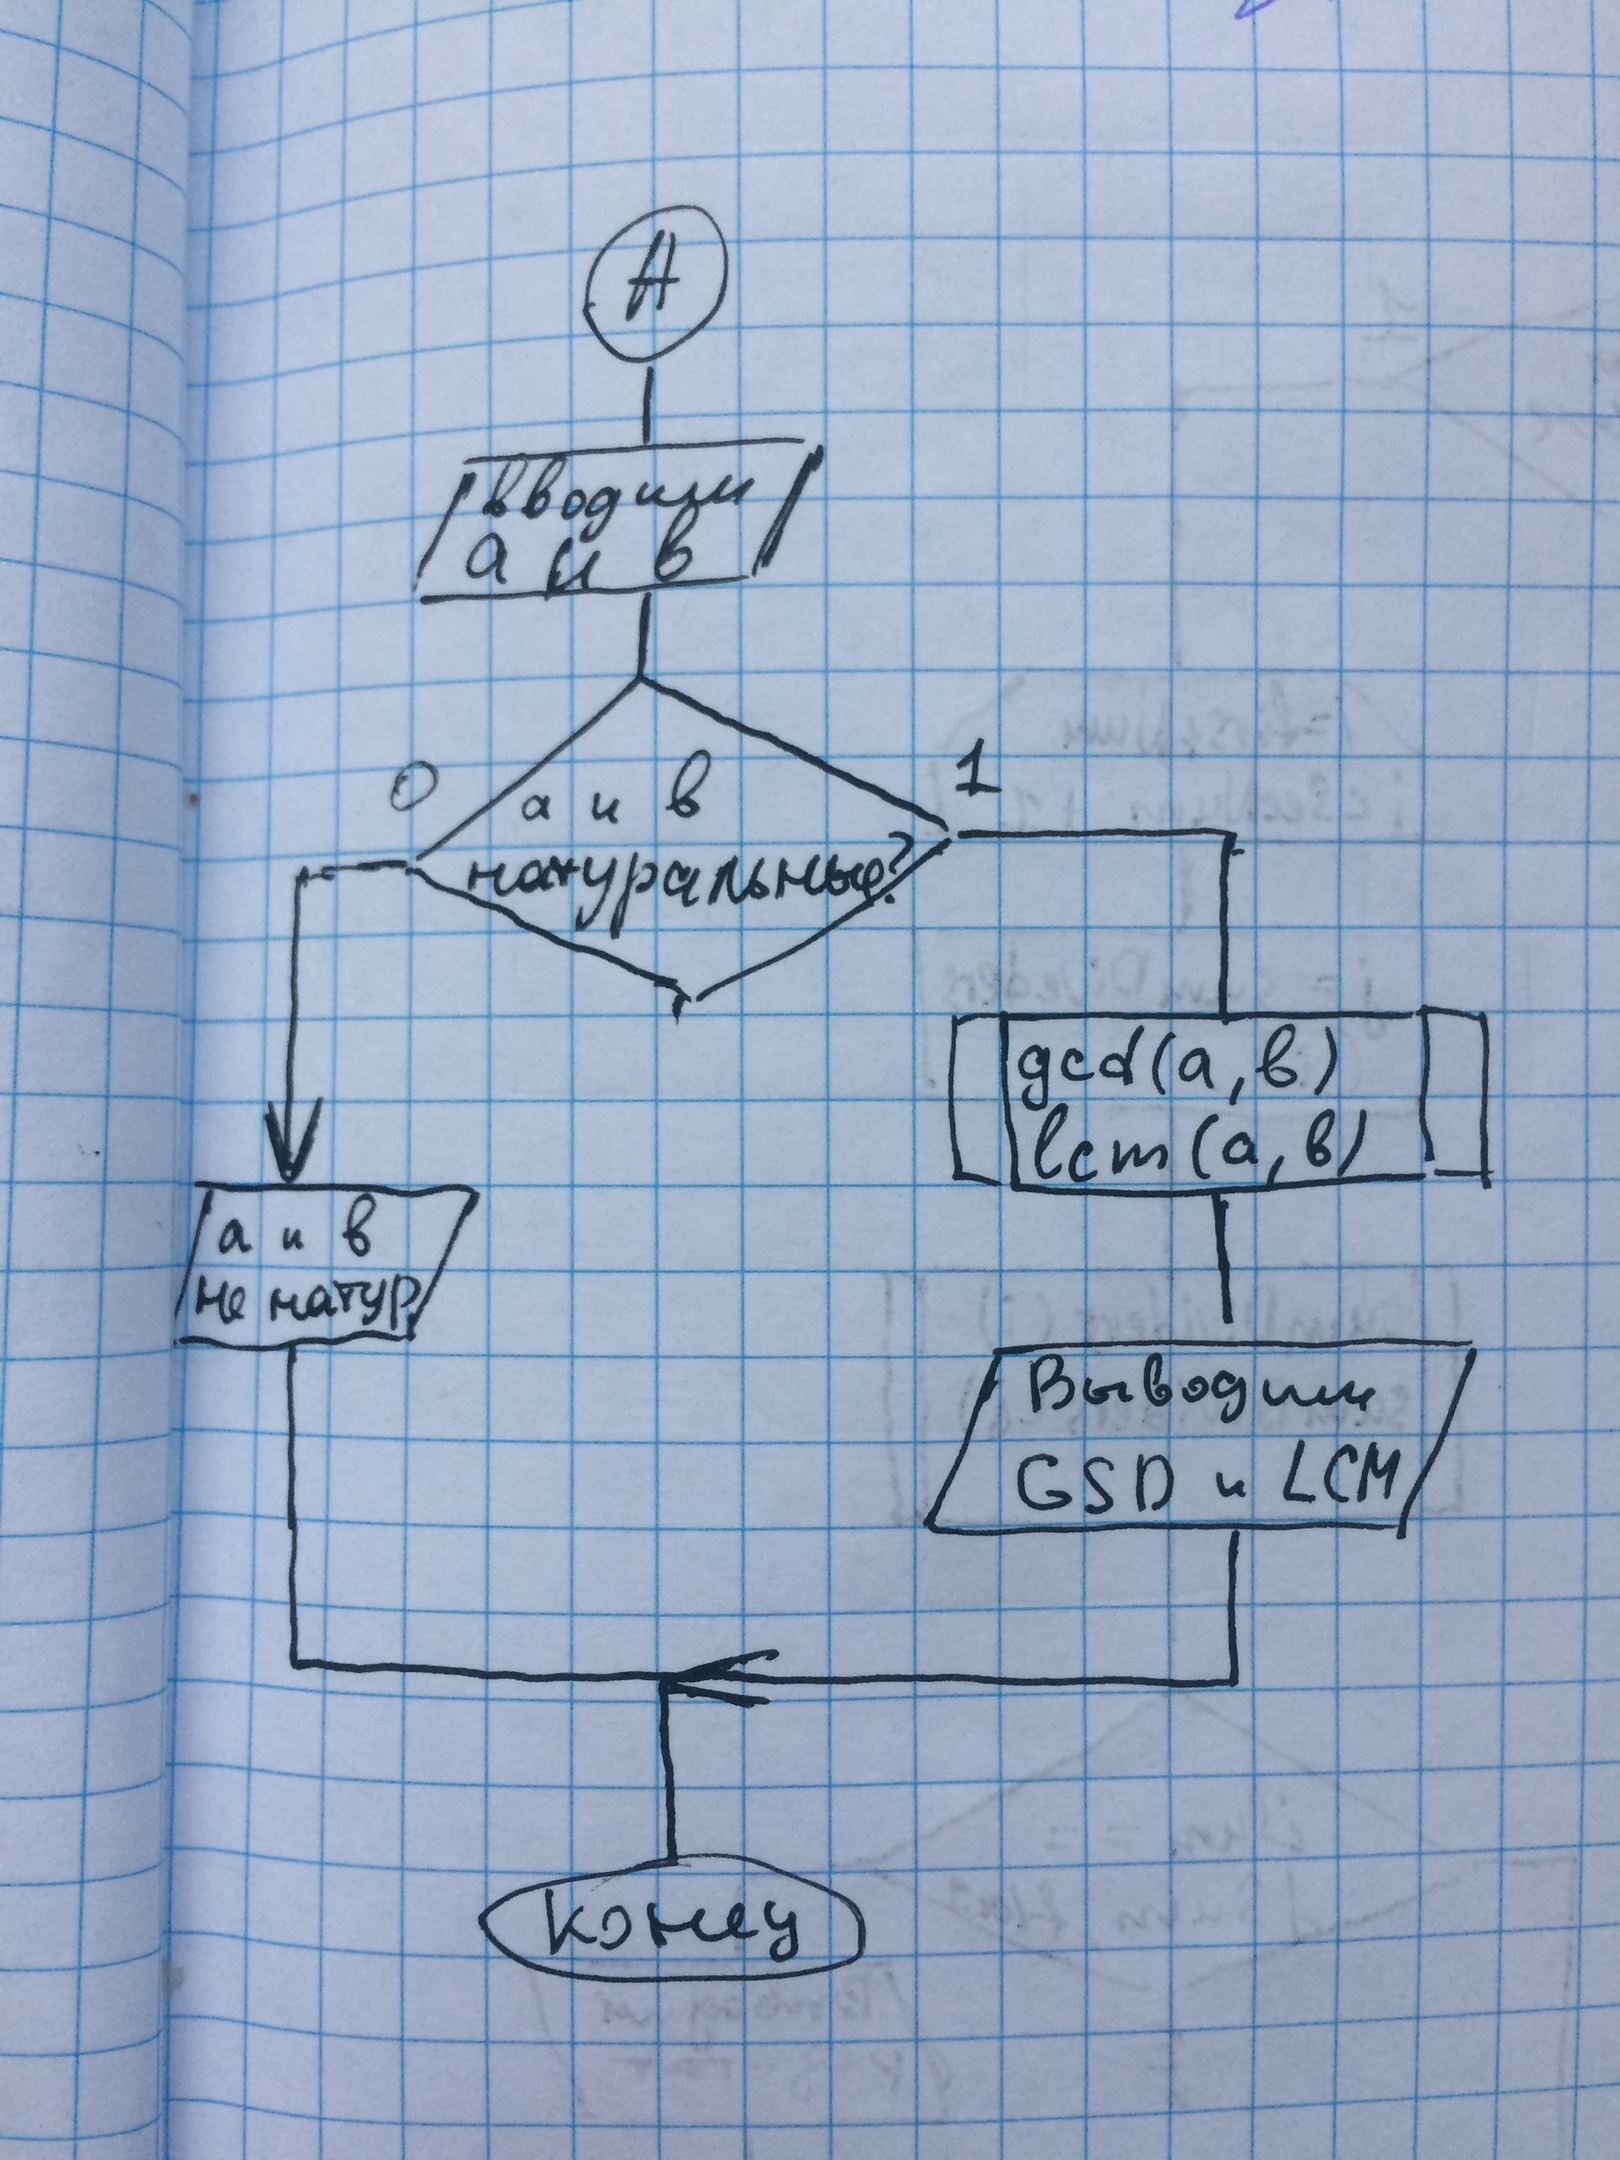 А
вводим
а и в
0
1
а и в
натуральные?
gcd(a,b)
lcm(a,b)
а и в
не натур
Выводим
GSD и LCM
конец